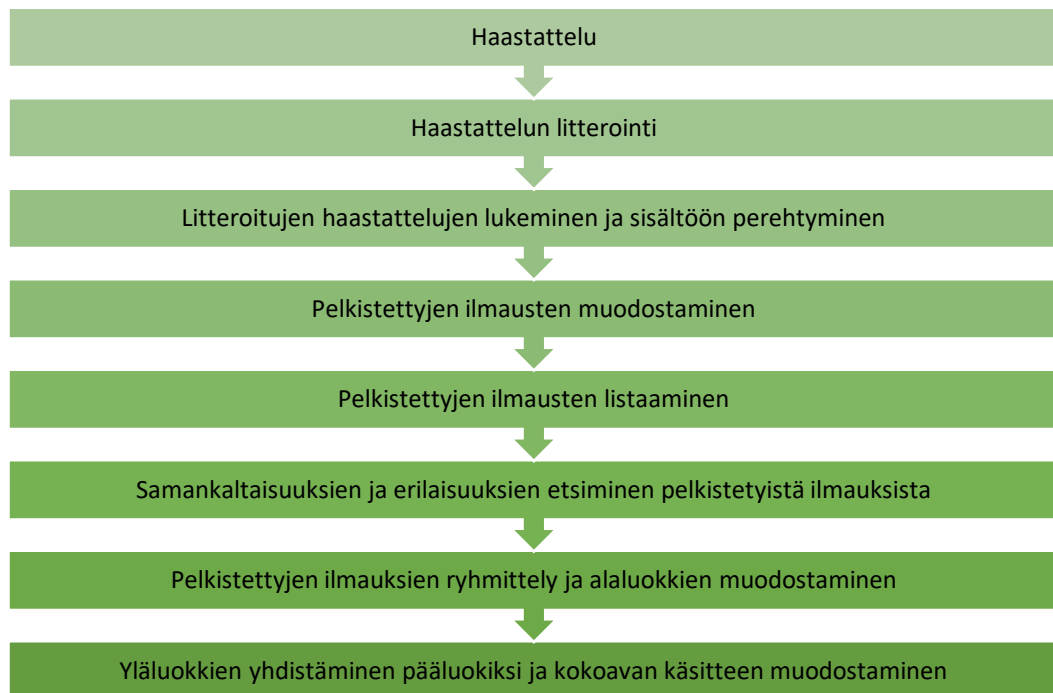 Haastattelu
Haastattelun litterointi
Litteroitujen haastattelujen lukeminen ja sisältöön perehtyminen
Pelkistettyjen ilmausten muodostaminen
Pelkistettyjen ilmausten listaaminen
Samankaltaisuuksien ja erilaisuuksien etsiminen pelkistetyistä ilmauksista
Pelkistettyjen ilmauksien ryhmittely ja alaluokkien muodostaminen
Yläluokkien yhdistäminen pääluokiksi ja kokoavan käsitteen muodostaminen